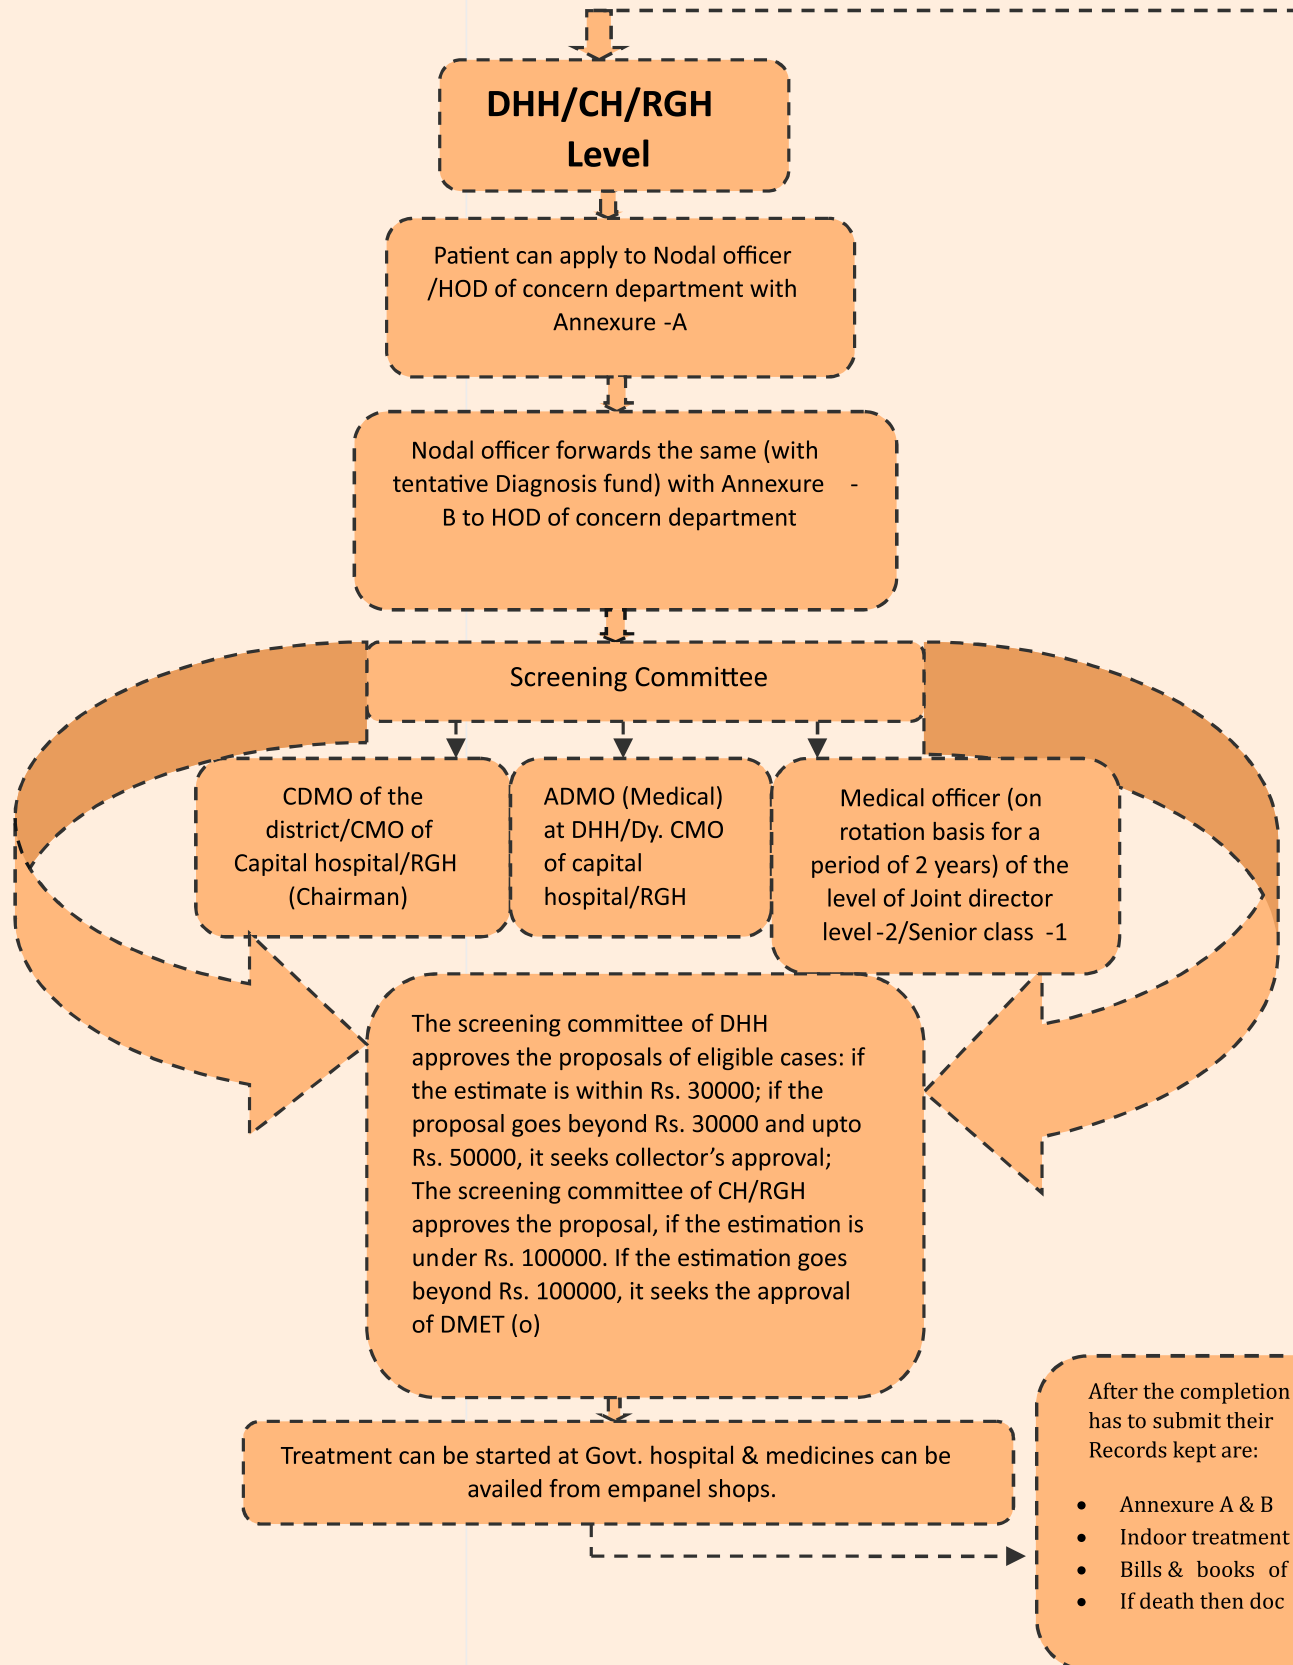 DHH/CH/RGH
Level
Patient can apply to Nodal officer
/HOD of concern department with
Annexure -A
Nodal officer forwards the same (with
tentative Diagnosis fund) with Annexure -
B to HOD of concern department
Screening Committee
CDMO of the
district/CMO of
Capital hospital/RGH
(Chairman)
ADMO (Medical)
at DHH/Dy. CMO
of capital
hospital/RGH
Medical officer (on
rotation basis for a
period of 2 years) of the
level of Joint director
level -2/Senior class -1
The screening committee of DHH
approves the proposals of eligible cases: if
the estimate is within Rs. 30000; if the
proposal goes beyond Rs. 30000 and upto
Rs. 50000, it seeks collector’s approval;
The screening committee of CH/RGH
approves the proposal, if the estimation is
under Rs. 100000. If the estimation goes
beyond Rs. 100000, it seeks the approval
of DMET (o)
Treatment can be started at Govt. hospital & medicines can be
availed from empanel shops.
After the completion
has to submit their
Records kept are:
• Annexure A & B
• Indoor treatment
• Bills & books of
• If death then doc